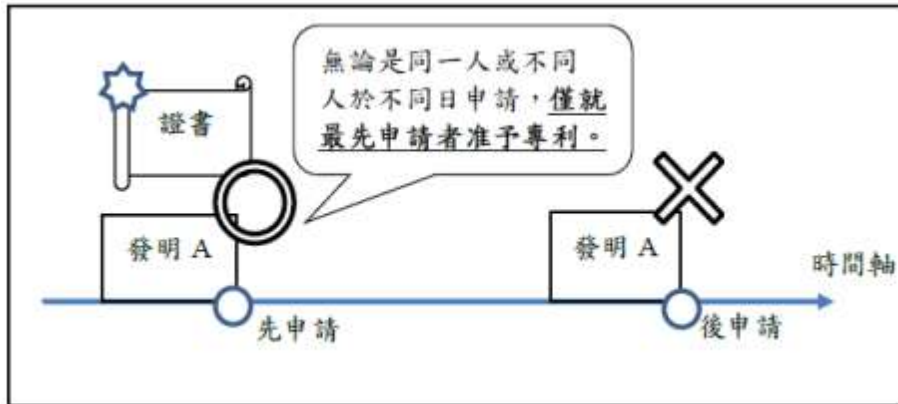 無論是同一人或不同
人於不同日申請，僅就
最先申請者准予專利。
證書
發明 A
發明 A
時間軸
先申請
後申請